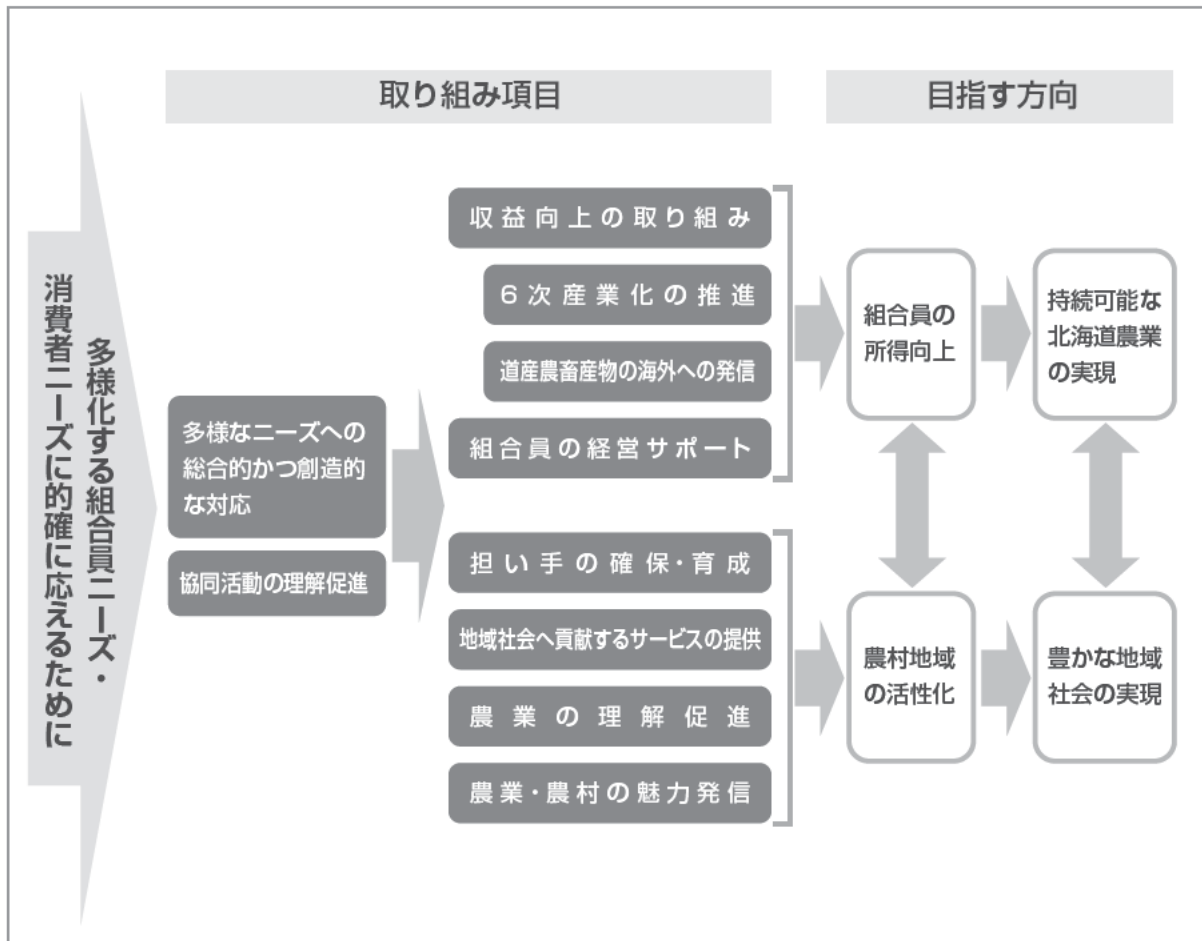 取り組み項目
目指す方向
多様化する組合員ニーズ・
消費者ニーズに的確に応えるために
多様なニーズへの
総合的かつ創造的
な対応
協同活動の理解促進
収益向上の取り組み
6次産業化の推進
道産農畜産物の海外への発信
組合員の経営サポート
担い手の確保・育成
地域社会へ貢献するサービスの提供
農業の理解促進
農業・農村の魅力発信
組合員の
所得向上
持続可能な
北海道農業
の実現
農村地域
の活性化
豊かな地域
社会の実現